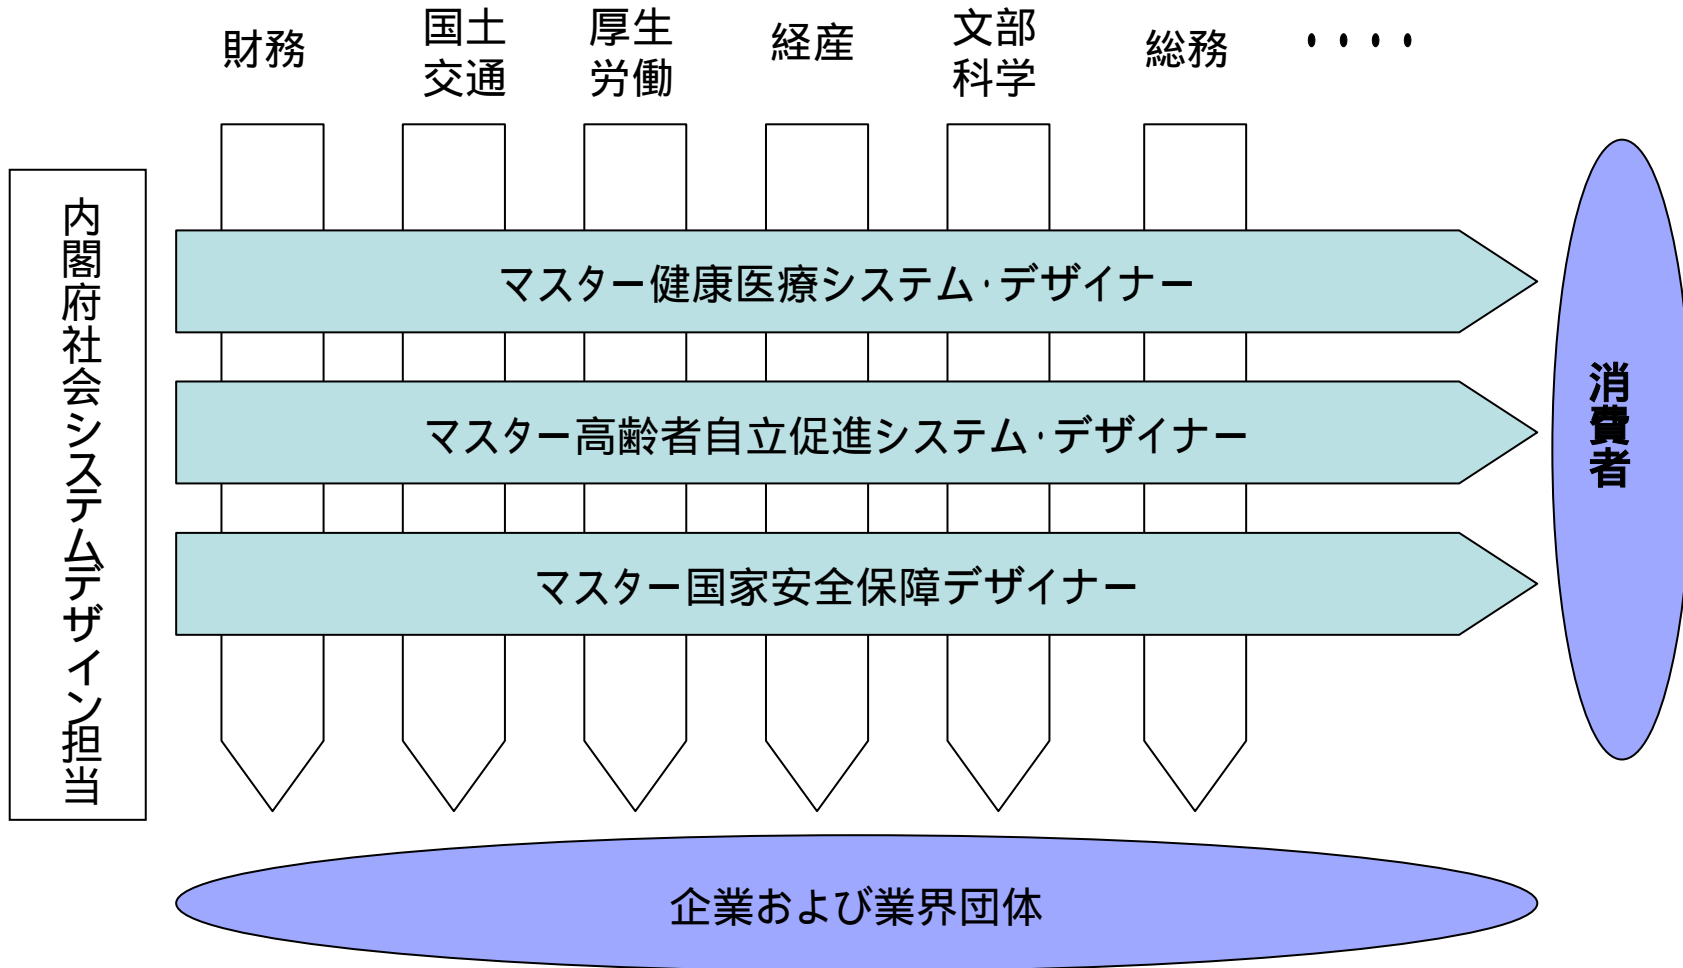 財務
国土
交通
厚生
労働
経産
文部
科学
総務
・・・・
内閣府社会システムデザイン担当
マスター健康医療システム・デザイナー
マスター高齢者自立促進システム・デザイナー
マスター国家安全保障デザイナー
消費者
企業および業界団体